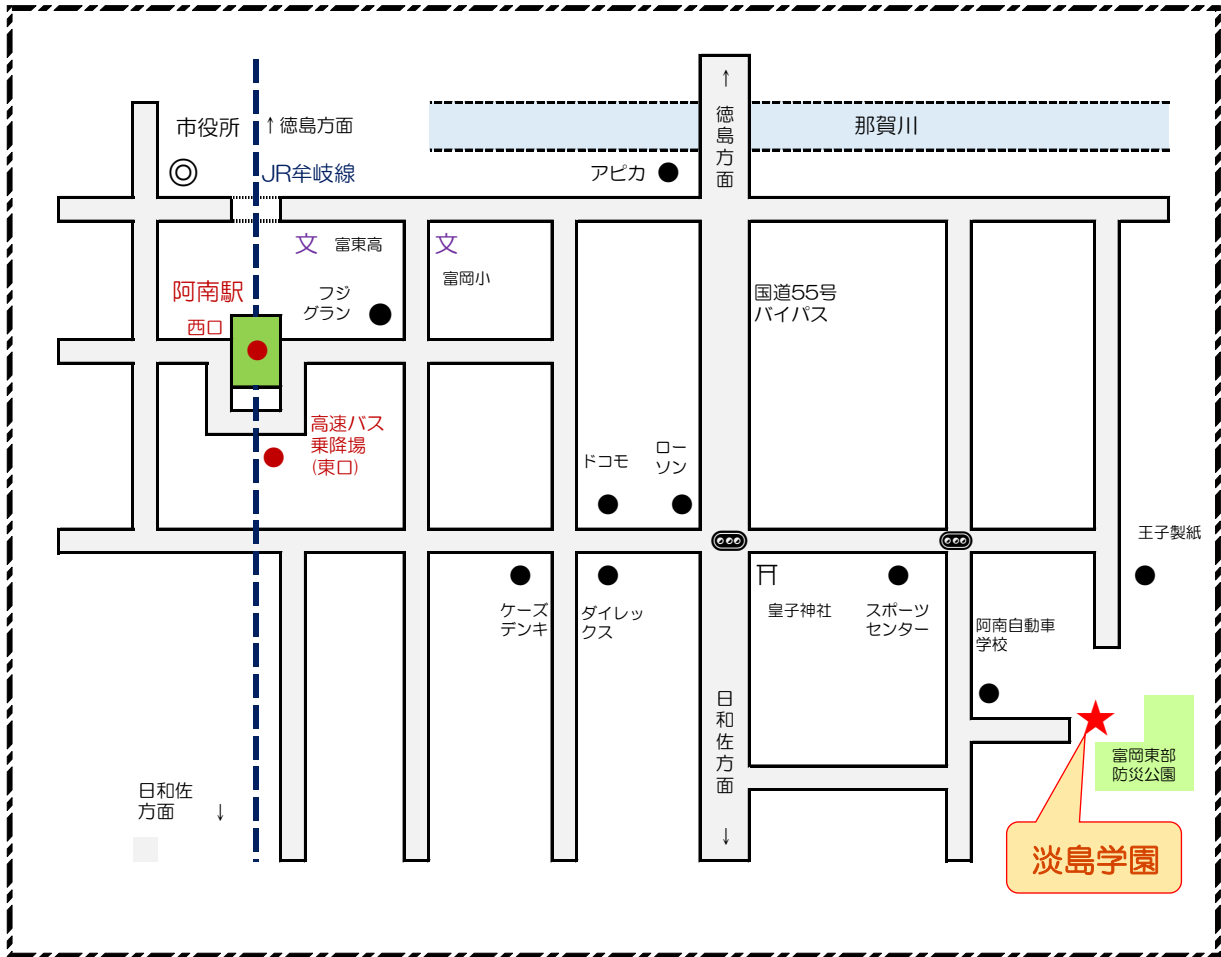 市役所
↑徳島方面
JR牟岐線
アピカ
↑
徳島方面
那賀川
文 富東高
文
富岡小
阿南駅
西口
フジ
グラン
国道55号
バイパス
高速バス
乗降場
(東口)
ドコモ
ロー
ソン
王子製紙
ケーズ
デンキ
ダイレッ
クス
皇子神社
スポーツ
センター
阿南自動車
学校
日和佐方面
↓
富岡東部
防災公園
日和佐
方面 ↓
淡島学園